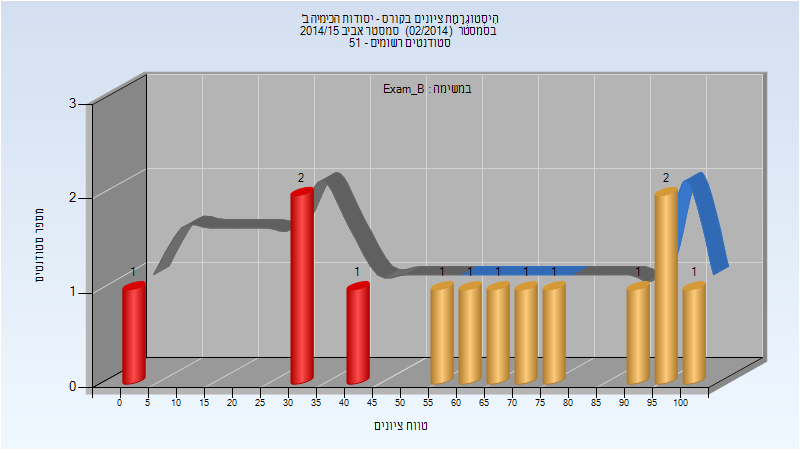 היסטוגרמת ציונים בקורס - יסודות הכימיה ב'
בסמסטר (02/2014) סמסטר אביב 2014/15
סטודנטים רשומים - 51
במשימה : Exam_B
מספר סטודנטים
3
2
1
0
1 2 1 1 1 1 1 1 1 2 1
0 5 10 15 20 25 30 35 40 45 50 55 60 65 70 75 80 85 90 95 100
טווח ציונים